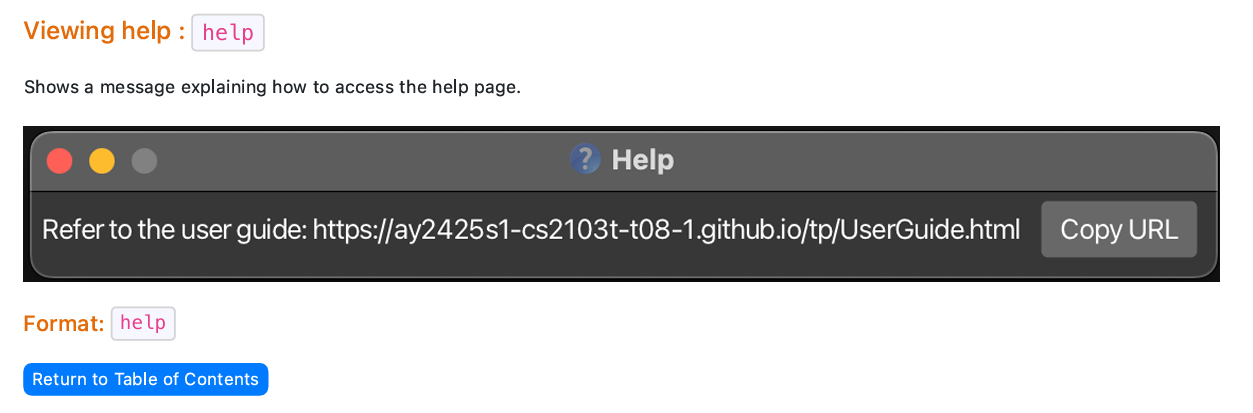 Viewing help : help
Shows a message explaining how to access the help page.
? Help
Refer to the user guide: https://ay2425s1-cs2103t-t08-1.github.io/tp/UserGuide.html Copy URL
Format: help
Return to Table of Contents